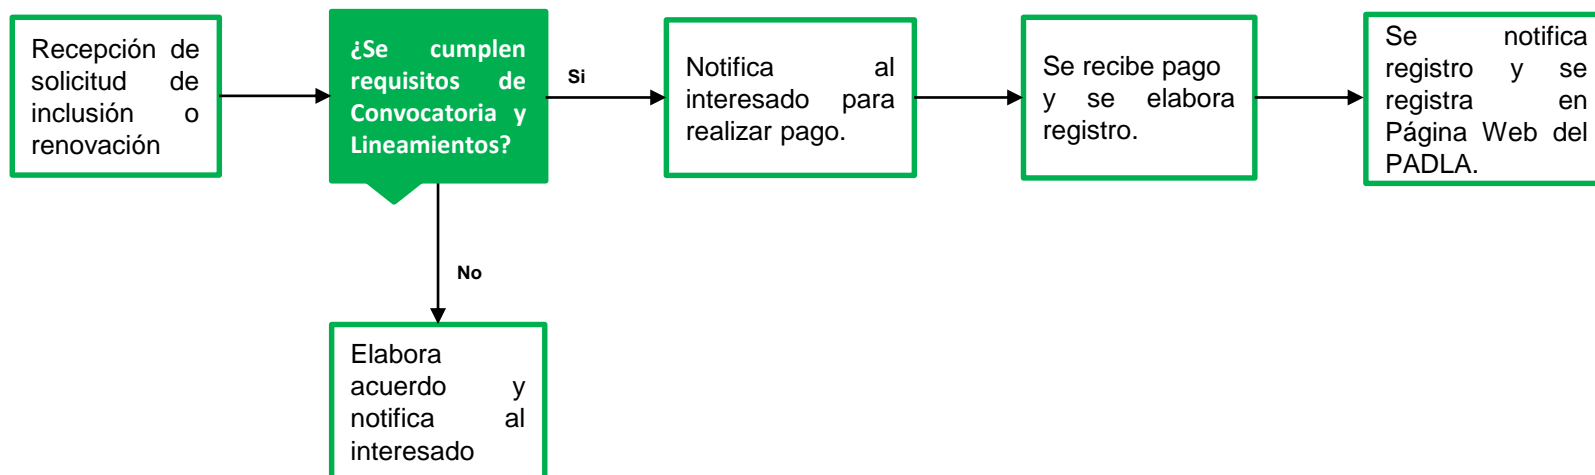 Recepción de
solicitud de
inclusión o
renovación
¿Se cumplen
requisitos de
Convocatoria y
Lineamientos?
Si
Notifica al
interesado para
realizar pago.
Se recibe pago
y se elabora
registro.
Se notifica
registro y se
registra en
Página Web del
PADLA.
No
Elabora
acuerdo y
notifica al
interesado